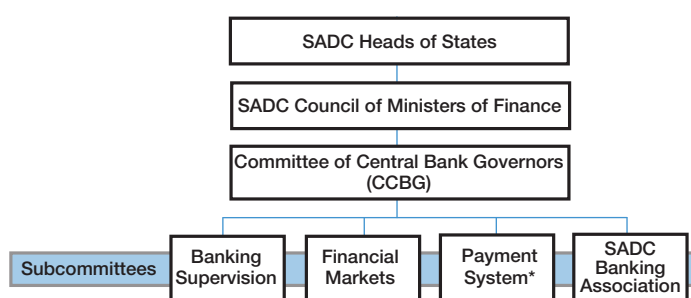 SADC Heads of States
SADC Council of Ministers of Finance
Committee of Central Bank Governors
(CCBG)
Subcommittees
Banking
Supervision
Financial
Markets
Payment
System*
SADC
Banking
Association